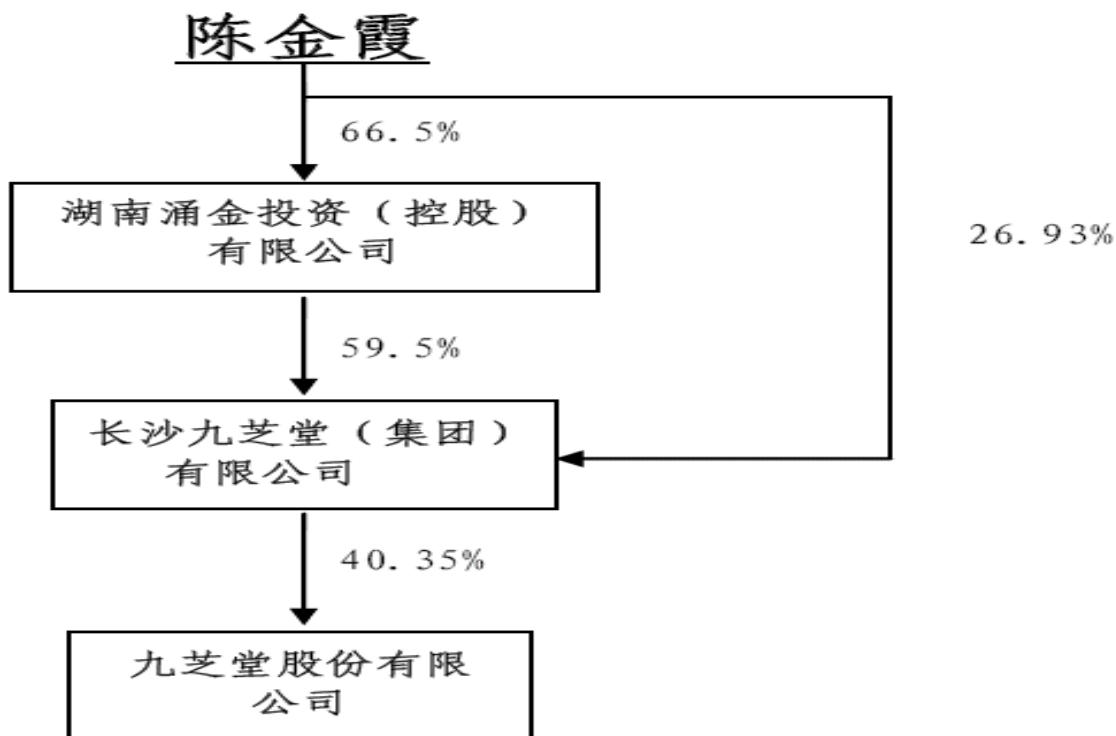 陈金霞
66.5%
湖南涌金投资（控股）
有限公司
26.93%
59.5%
长沙九芝堂（集团）
有限公司
40.35%
九芝堂股份有限
公司